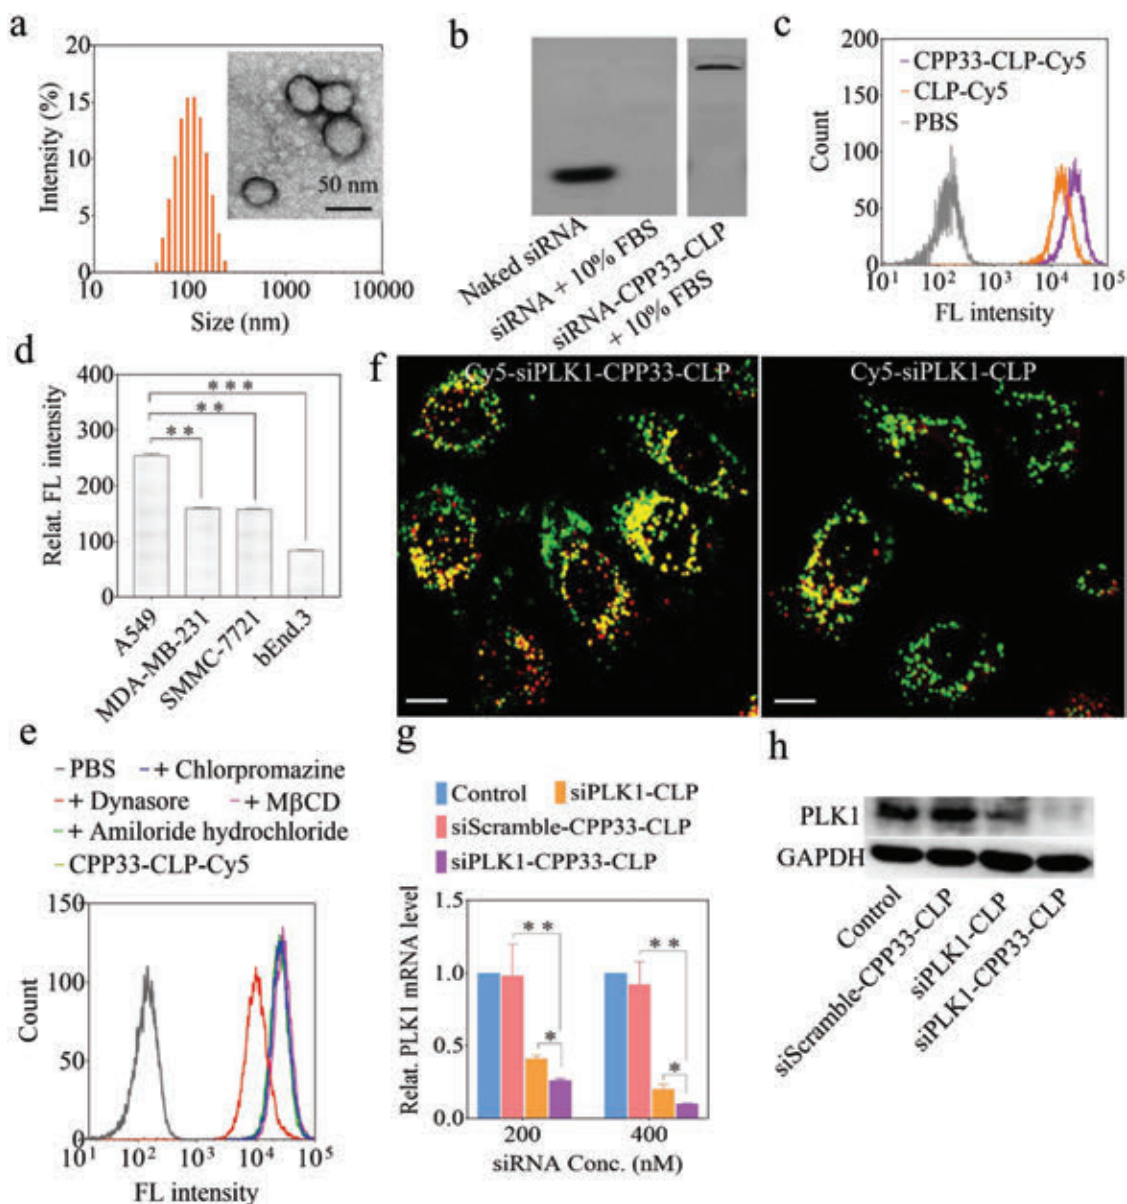 a
20
15
10
5
0
Intensity (%)
50 nm
10 100 1000 10000
Size (nm)
b
Naked siRNA
siRNA + 10% FBS
siRNA-CPP33-CLP
+ 10% FBS
c
200
150
100
50
0
Count
CPP33-CLP-Cy5
CLP-Cy5
PBS
10¹ 10² 10³ 10⁴ 10⁵
FL intensity
d
400
300
200
100
0
Relat. FL intensity
***
**
**
A549
MDA-MB-231
SMMC-7721
bEnd.3
f
Cy5-siPLK1-CPP33-CLP
Cy5-siPLK1-CLP
e
PBS + Chlorpromazine
+ Dynasore + MβCD
+ Amiloride hydrochloride
CPP33-CLP-Cy5
150
100
50
0
Count
10¹ 10² 10³ 10⁴ 10⁵
FL intensity
g
Control siPLK1-CLP
siScramble-CPP33-CLP
siPLK1-CPP33-CLP
1.5
1.0
0.5
0.0
Relat. PLK1 mRNA level
**
*
**
*
200 400
siRNA Conc. (nM)
h
PLK1
GAPDH
Control
siScramble-CPP33-CLP
siPLK1-CLP
siPLK1-CPP33-CLP